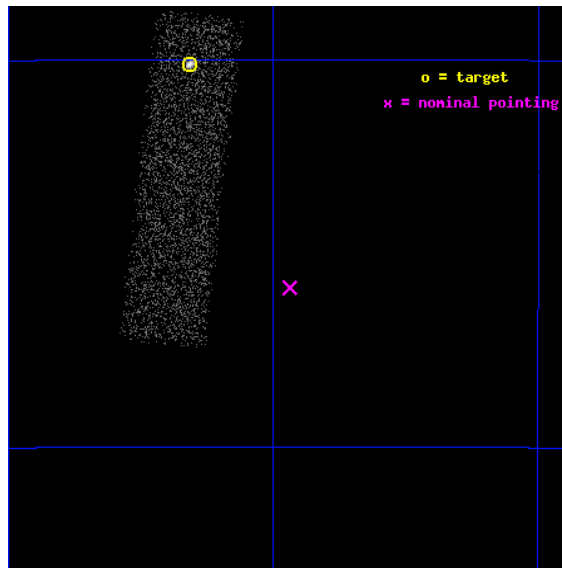 o = target
x = nominal pointing